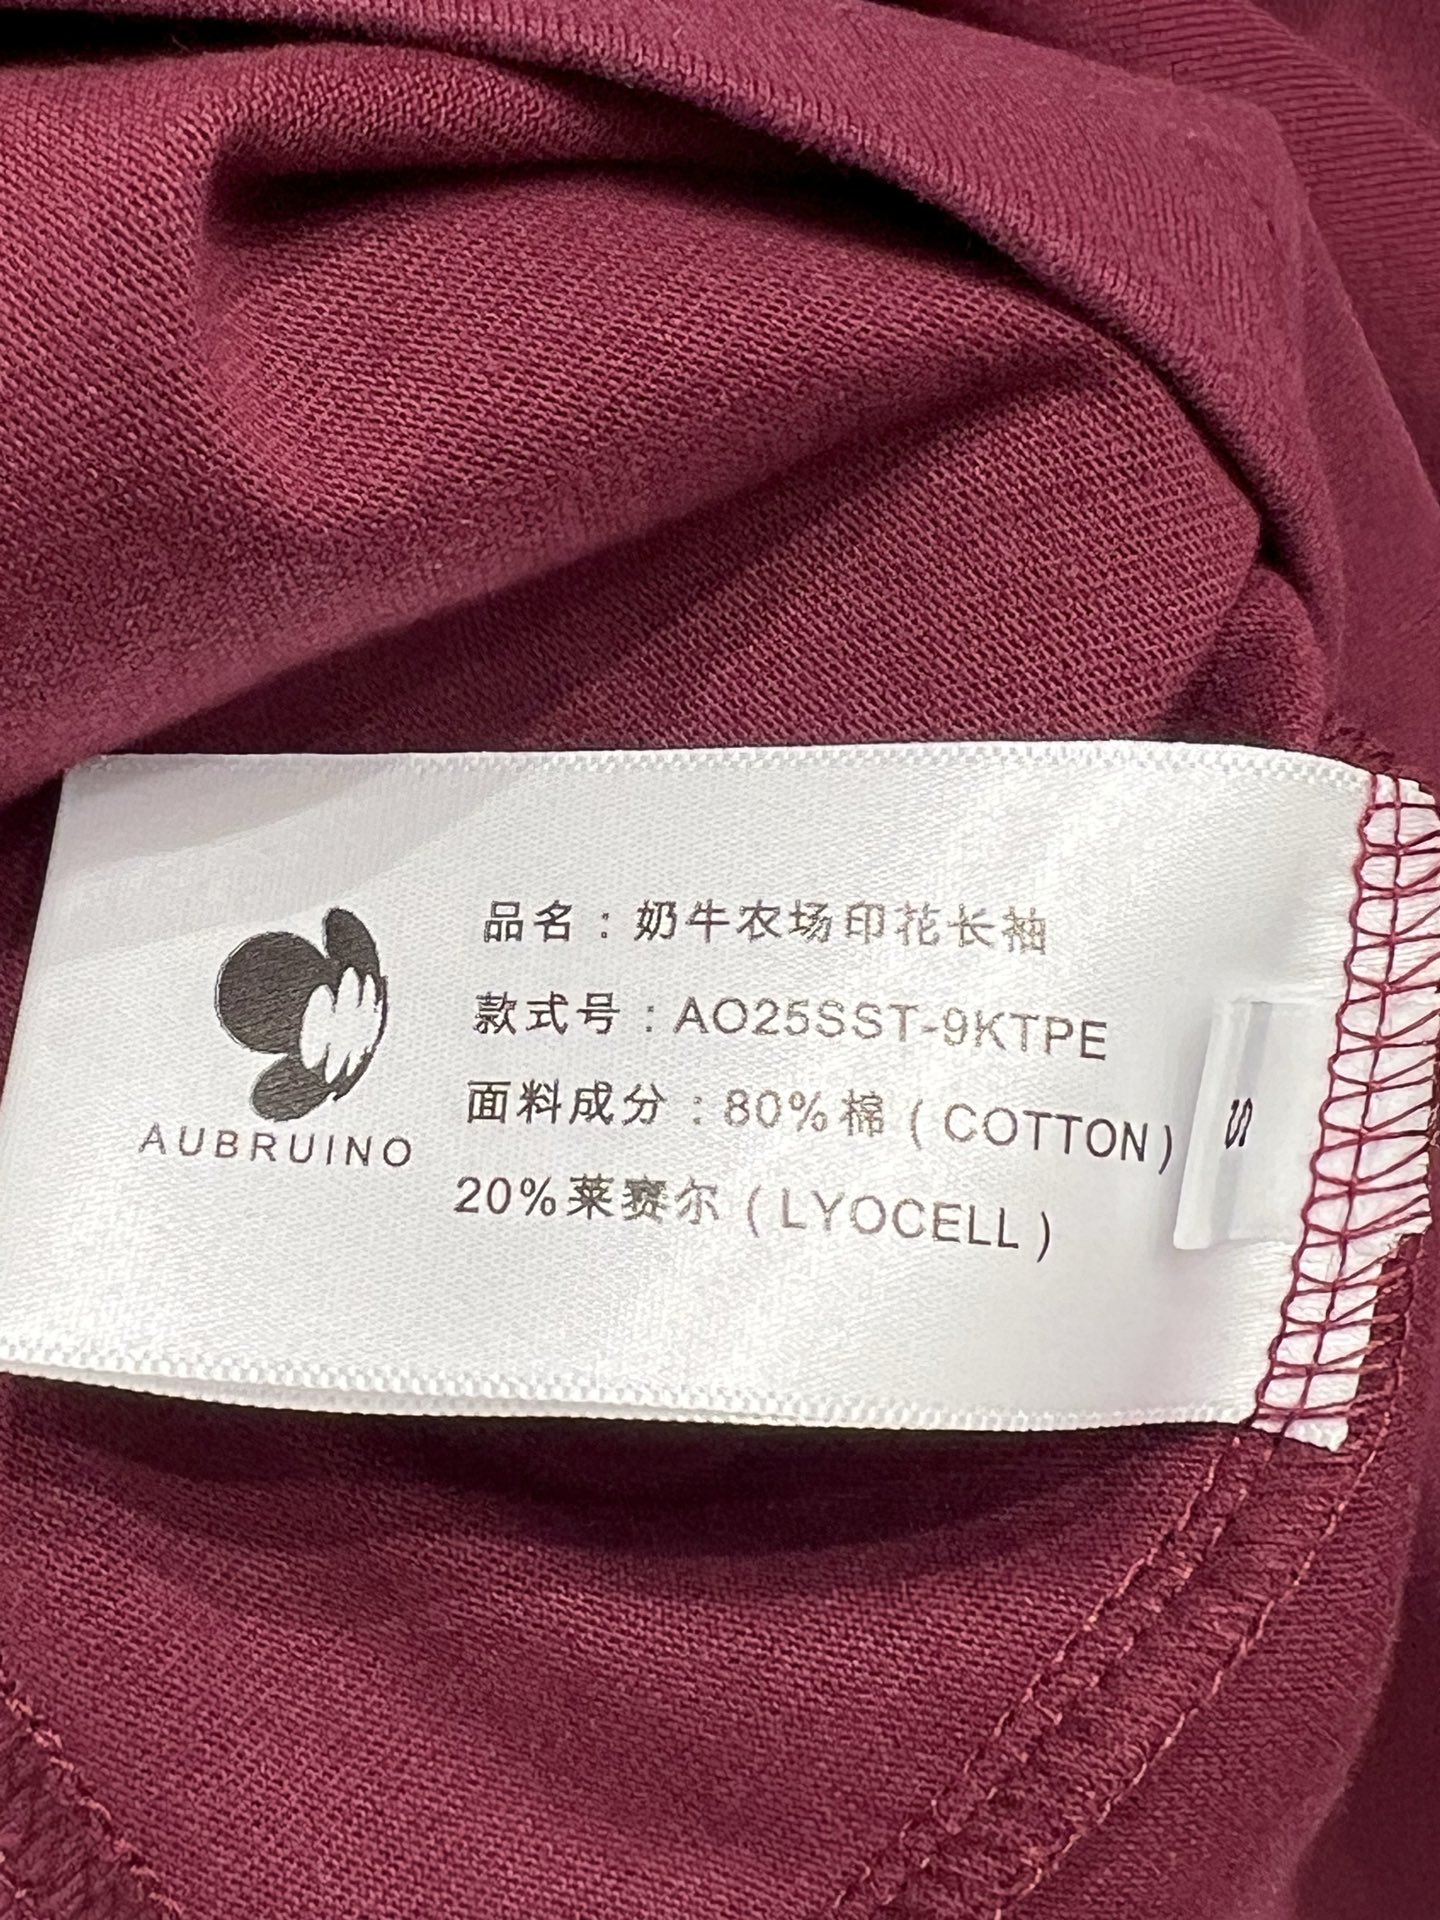 品名：奶牛农场印花长袖
款式号：AO25SST-9KTPE
面料成分：80%棉（COTTON）
20%莱赛尔（LYOCELL）
AUBRUINO
S